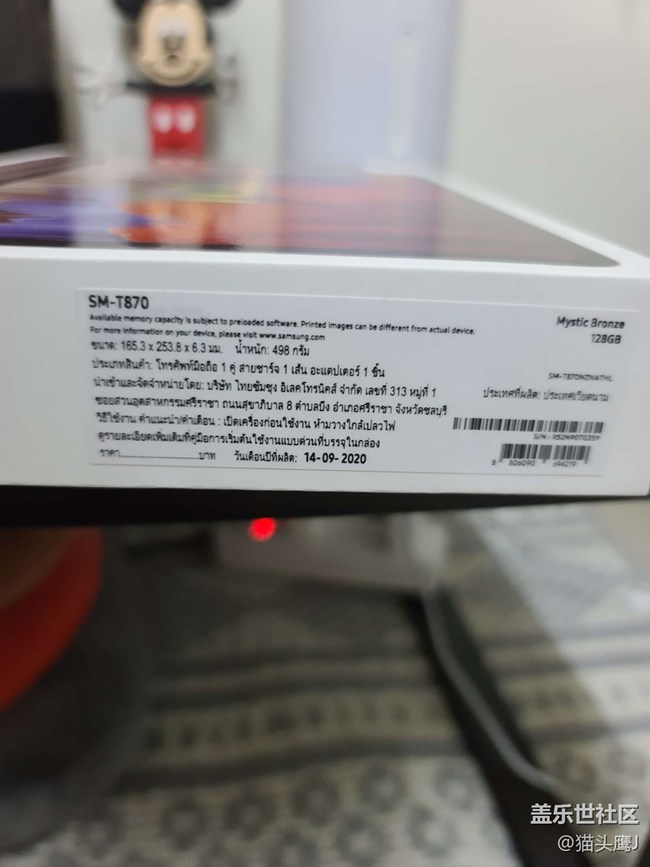 SM-T870
Available memory capacity is subject to preloaded software. Printed images can be different from actual device.
For more information on your device, please visit www.samsung.com
ขนาด: 165.3 x 253.8 x 6.3 มม. น้ำหนัก: 498 กรัม
ประเภทสินค้า: โทรศัพท์มือถือ 1 คู่ สายชาร์จ 1 เส้น อะแดปเตอร์ 1 ชิ้น
นำเข้าและจัดจำหน่ายโดย: บริษัท ไทยซัมซุง อิเลคโทรนิคส์ จำกัด เลขที่ 313 หมู่ที่ 1
ซอยสวนอุตสาหกรรมศรีราชา ถนนสุขาภิบาล 8 ตำบลบึง อำเภอศรีราชา จังหวัดชลบุรี
วิธีใช้งาน คำแนะนำ/คำเตือน : เปิดเครื่องก่อนใช้งาน ห้ามวางใกล้เปลวไฟ
ดูรายละเอียดเพิ่มเติมที่คู่มือการเริ่มต้นใช้งานแบบด่วนที่บรรจุในกล่อง
ราคา........................บาท วันเดือนปีที่ผลิต: 14-09-2020
Mystic Bronze
128GB
SM-T870NZNATHL
ประเทศที่ผลิต: ประเทศเวียดนาม
S/N: R52N90T035Y
8 806090 694219
盖乐世社区
@猫头鹰J